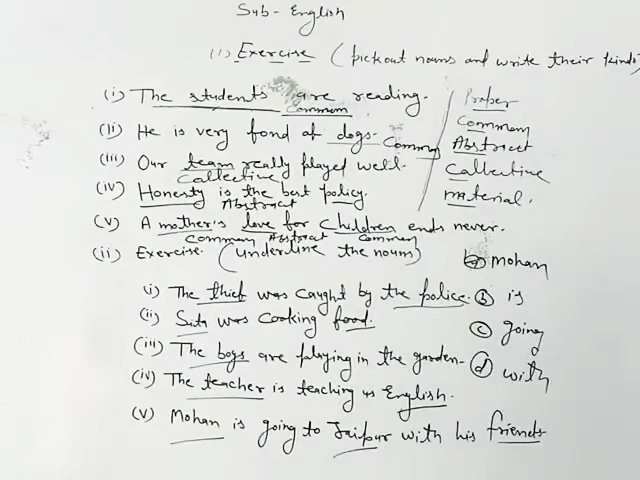 Sub- English
(i) Exercise (pickout nouns and write their kinds)
(i) The students are reading.
Common
(ii) He is very fond of dogs- Common
(iii) Our team really played well.
Collective
(iv) Honesty is the best policy.
Abstract
(v) A mother's love for children ends never.
Common Abstract Common
Proper
Common
Abstract
Collective
material.
(ii) Exercise (underline the noun)
(i) The thief was caught by the police.
(ii) Sita was cooking food.
(iii) The boys are playing in the garden-
(iv) The teacher is teaching us English.
(v) Mohan is going to Jaipur with his friends
(a) Mohan
(b) is
(c) going
(d) with